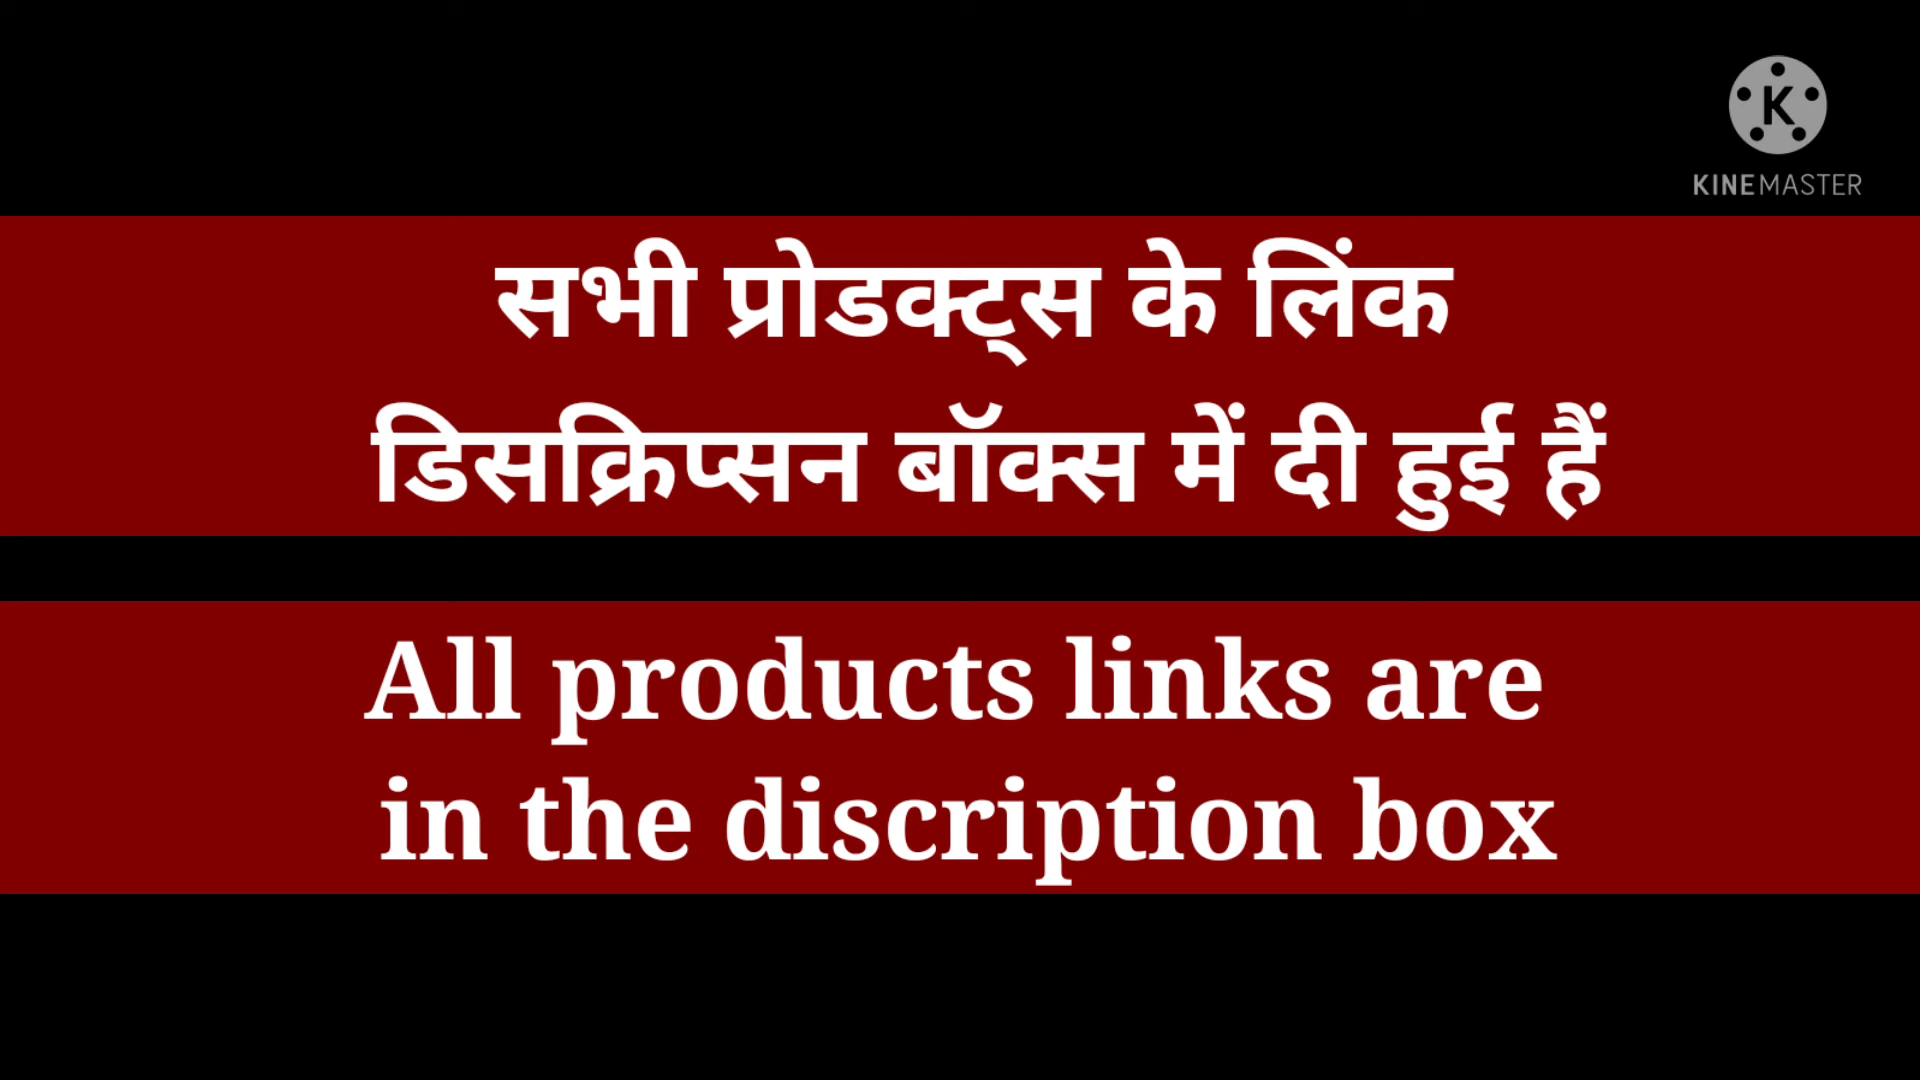 KINEMASTER
सभी प्रोडक्ट्स के लिंक
डिसक्रिप्सन बॉक्स में दी हुई हैं
All products links are
in the discription box